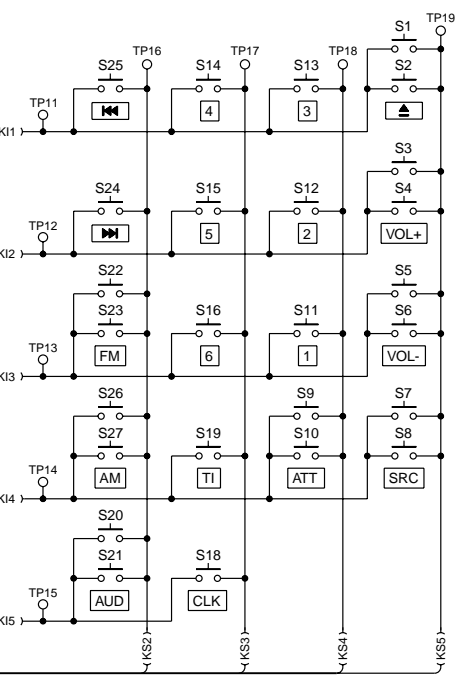 S1 TP19
TP16 TP17 TP18
S25 S14 S13 S2
TP11
4 3
KI1
S3
S24 S15 S12 S4
TP12
5 2 VOL+
KI2
S22 S5
S23 S16 S11 S6
TP13
FM 6 1 VOL-
KI3
S26 S9 S7
S27 S19 S10 S8
TP14
AM TI ATT SRC
KI4
S20
S21 S18
TP15
AUD CLK
KI5
KS2 KS3 KS4 KS5